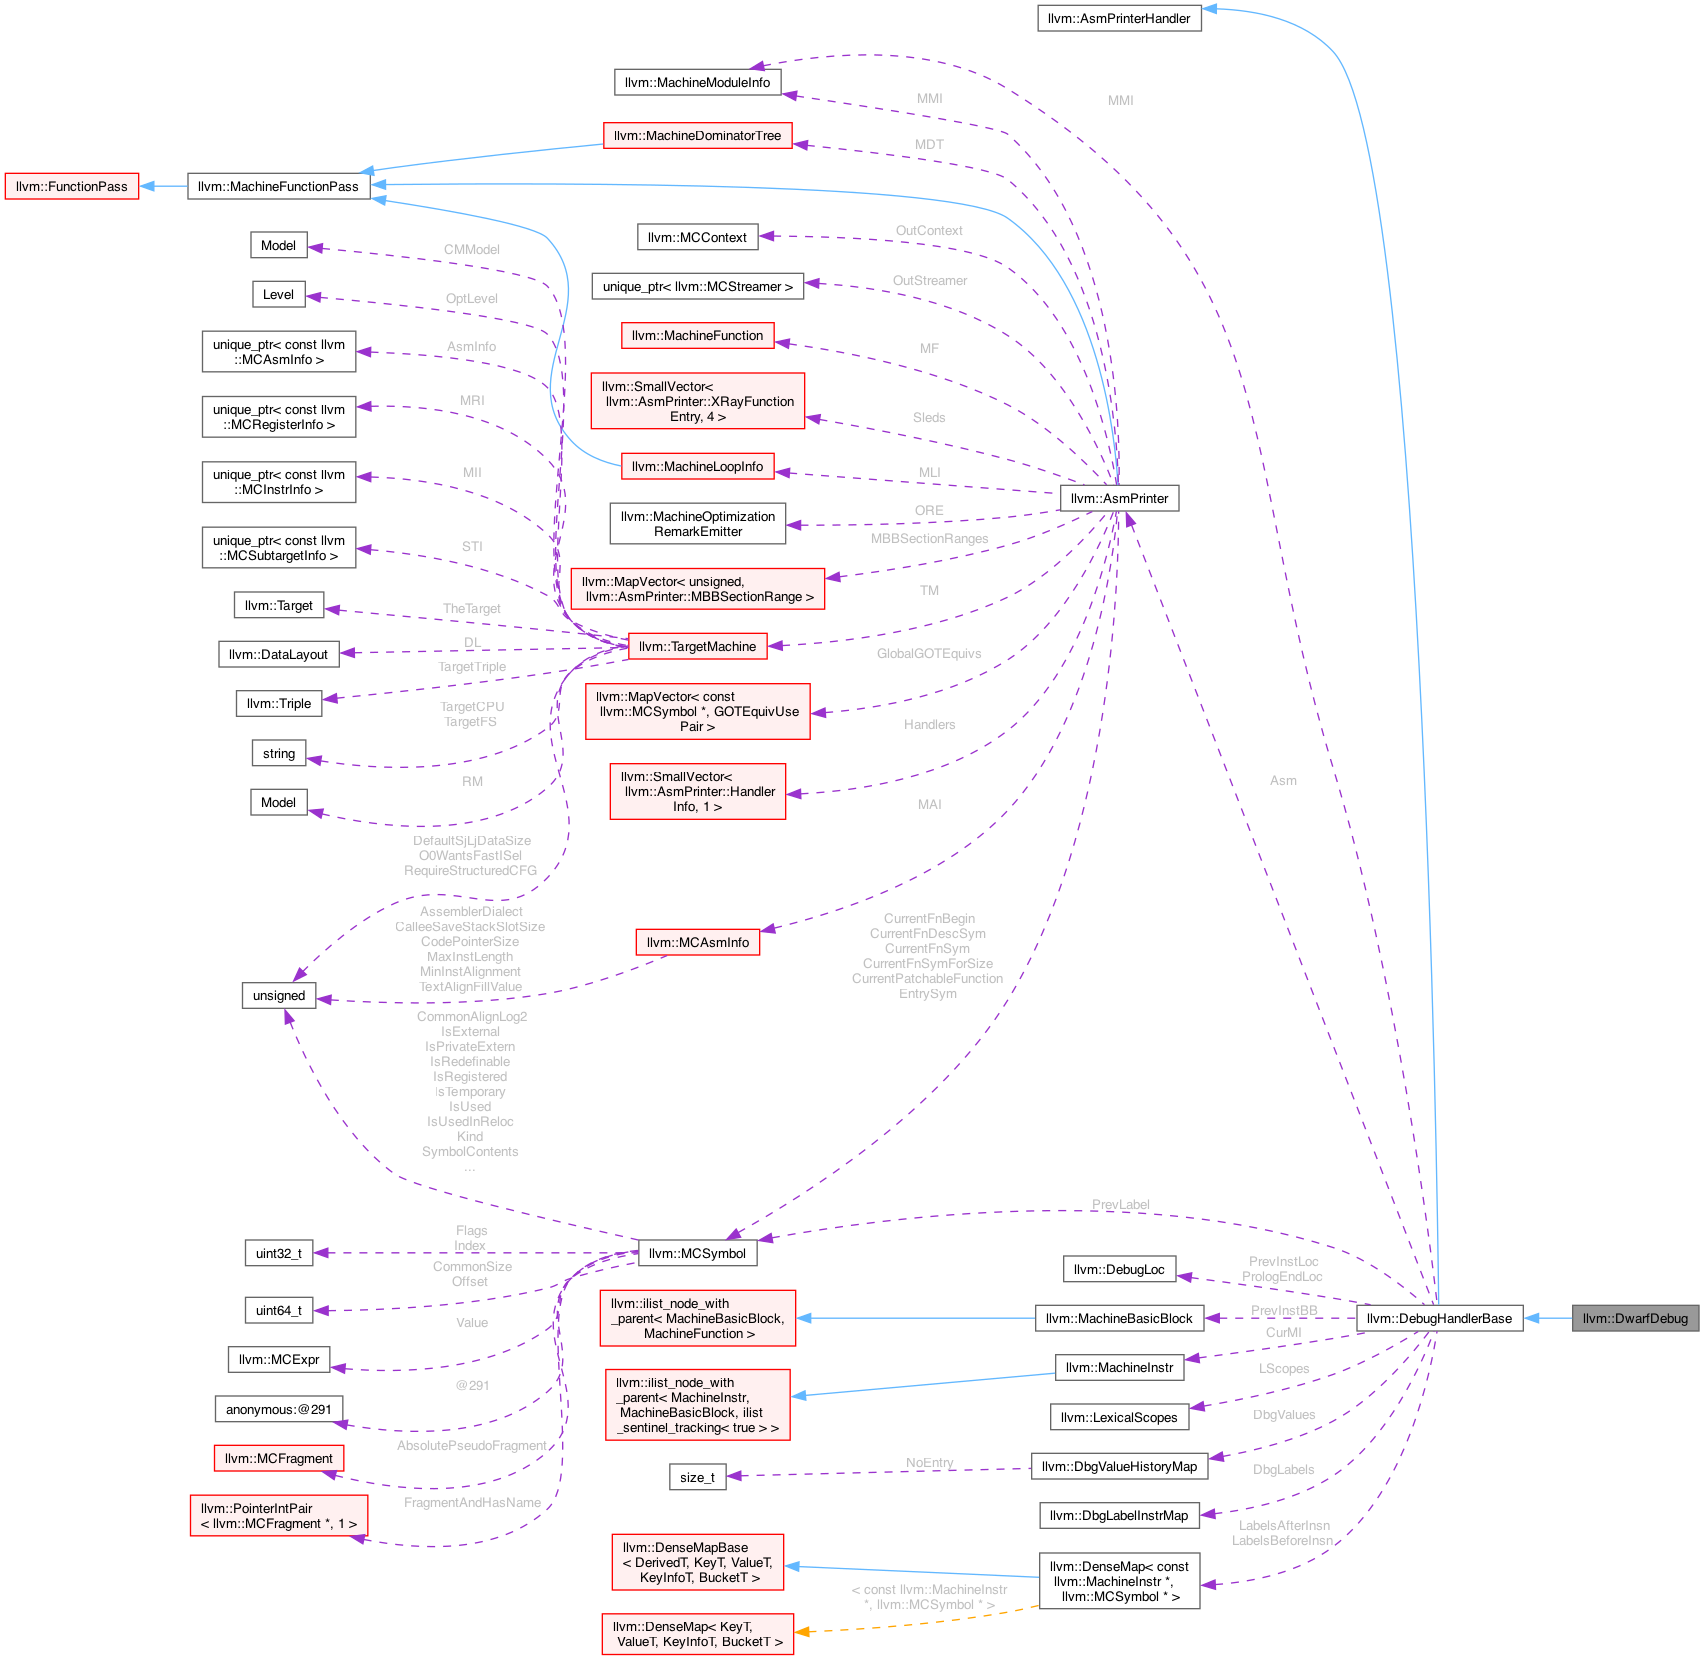 llvm::AsmPrinterHandler
llvm::MachineModuleInfo
MMI
MMI
llvm::MachineDominatorTree
MDT
llvm::FunctionPass
llvm::MachineFunctionPass
Model
CMModel
llvm::MCContext
OutContext
Level
OptLevel
unique_ptr< llvm::MCStreamer >
OutStreamer
unique_ptr< const llvm
::MCAsmInfo >
AsmInfo
llvm::MachineFunction
MF
unique_ptr< const llvm
::MCRegisterInfo >
MRI
llvm::SmallVector<
llvm::AsmPrinter::XRayFunction
Entry, 4 >
Sleds
unique_ptr< const llvm
::MCInstrInfo >
MII
llvm::MachineLoopInfo
MLI
llvm::AsmPrinter
llvm::MachineOptimization
RemarkEmitter
ORE
MBBSectionRanges
unique_ptr< const llvm
::MCSubtargetInfo >
STI
llvm::MapVector< unsigned,
llvm::AsmPrinter::MBBSectionRange >
TM
llvm::Target
TheTarget
llvm::DataLayout
DL
llvm::TargetMachine
GlobalGOTEquivs
TargetTriple
llvm::Triple
llvm::MapVector< const
llvm::MCSymbol *, GOTEquivUse
Pair >
TargetCPU
TargetFS
Handlers
string
llvm::SmallVector<
llvm::AsmPrinter::Handler
Info, 1 >
Asm
RM
Model
MAI
DefaultSjLjDataSize
O0WantsFastISel
RequireStructuredCFG
AssemblerDialect
CalleeSaveStackSlotSize
CodePointerSize
MaxInstLength
MinInstAlignment
TextAlignFillValue
llvm::MCAsmInfo
CurrentFnBegin
CurrentFnDescSym
CurrentFnSym
CurrentFnSymForSize
CurrentPatchableFunction
EntrySym
unsigned
CommonAlignLog2
IsExternal
IsPrivateExtern
IsRedefinable
IsRegistered
IsTemporary
IsUsed
IsUsedInReloc
Kind
SymbolContents
...
PrevLabel
uint32_t
Flags
Index
llvm::MCSymbol
CommonSize
Offset
llvm::DebugLoc
PrevInstLoc
PrologEndLoc
uint64_t
llvm::ilist_node_with
_parent< MachineBasicBlock,
MachineFunction >
llvm::MachineBasicBlock
PrevInstBB
llvm::DebugHandlerBase
llvm::DwarfDebug
Value
CurMI
llvm::MCExpr
llvm::MachineInstr
LScopes
@291
anonymous:@291
llvm::ilist_node_with
_parent< MachineInstr,
MachineBasicBlock, ilist
_sentinel_tracking< true > >
llvm::LexicalScopes
DbgValues
AbsolutePseudoFragment
llvm::MCFragment
size_t
NoEntry
llvm::DbgValueHistoryMap
DbgLabels
FragmentAndHasName
llvm::PointerIntPair
< llvm::MCFragment *, 1 >
llvm::DbgLabelInstrMap
LabelsAfterInsn
LabelsBeforeInsn
llvm::DenseMapBase
< DerivedT, KeyT, ValueT,
KeyInfoT, BucketT >
llvm::DenseMap< const
llvm::MachineInstr *,
llvm::MCSymbol * >
< const llvm::MachineInstr
*, llvm::MCSymbol * >
llvm::DenseMap< KeyT,
ValueT, KeyInfoT, BucketT >